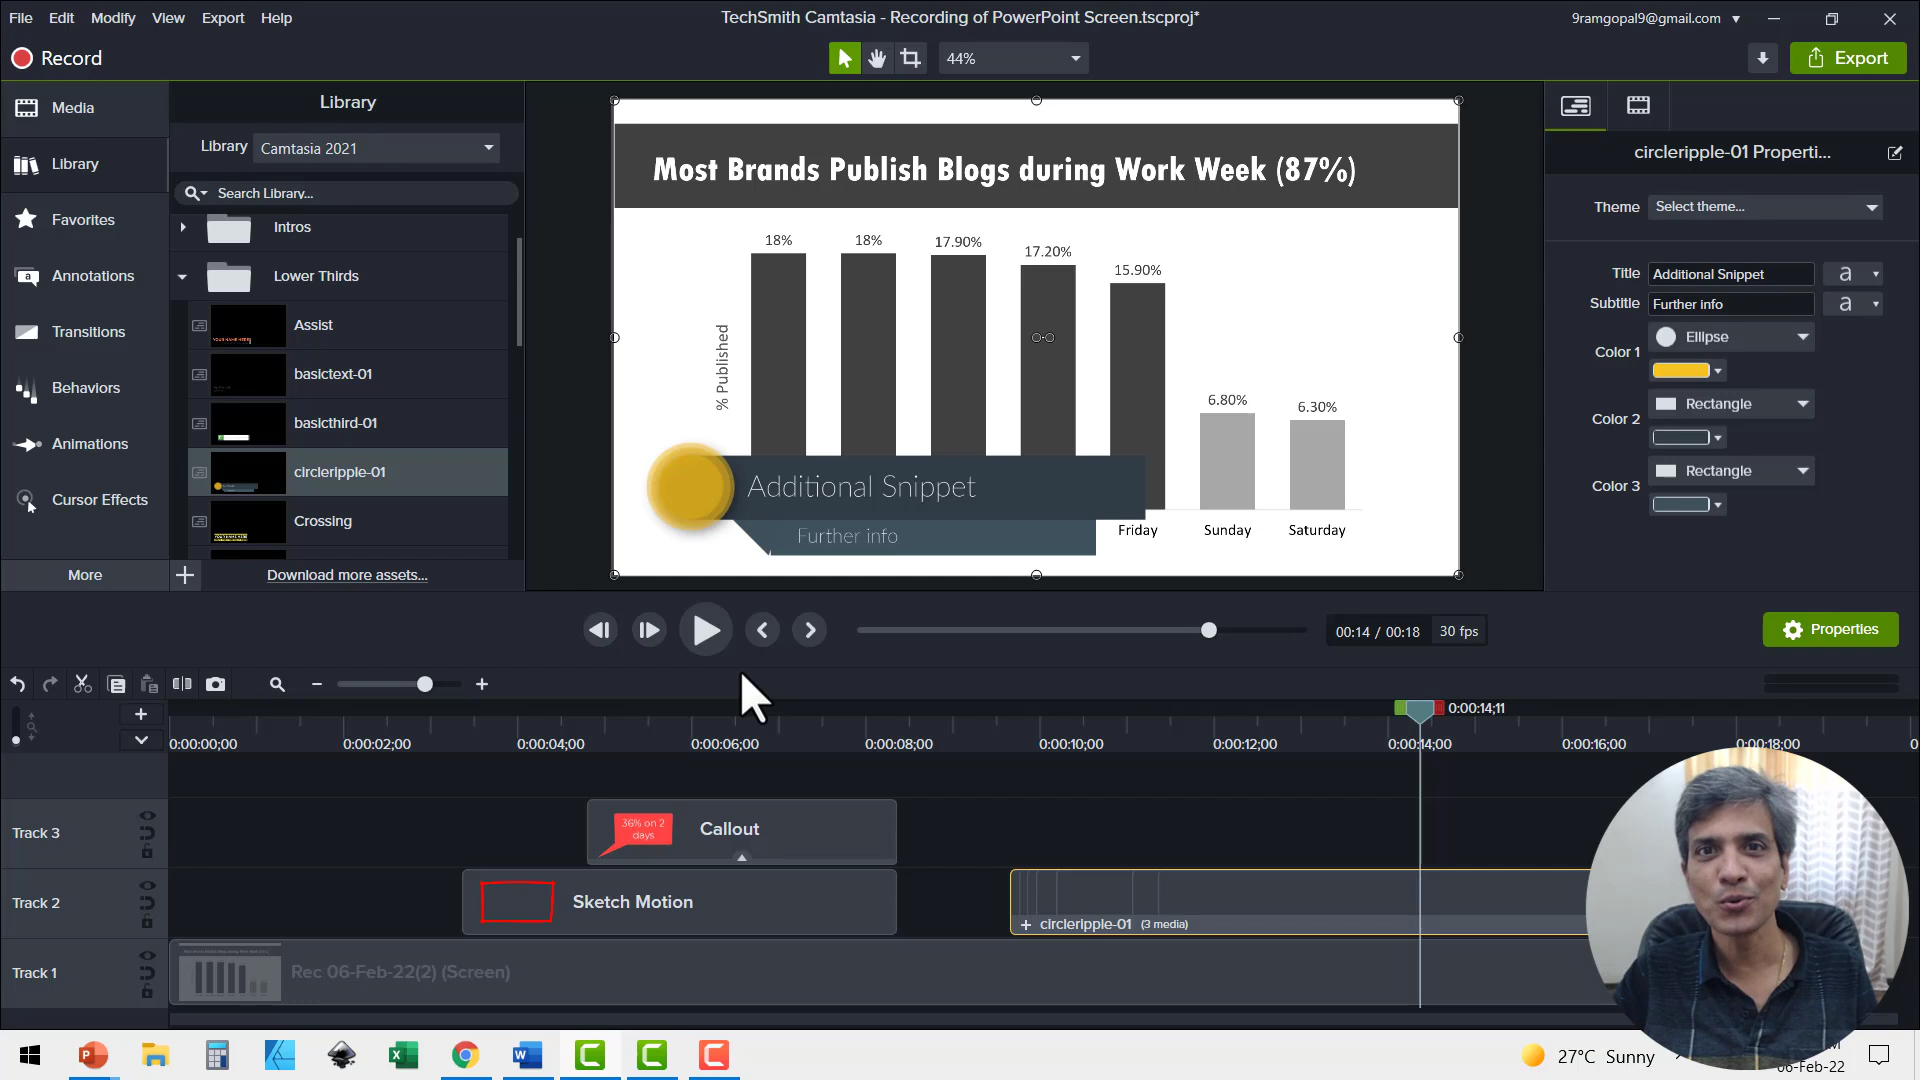 File Edit Modify View Export Help
TechSmith Camtasia - Recording of PowerPoint Screen.tscproj*
9ramgopal9@gmail.com
Record
44%
Export
Media
Library
Favorites
Annotations
Transitions
Behaviors
Animations
Cursor Effects
More
Library
Library Camtasia 2021
Search Library...
Intros
Lower Thirds
Assist
basictext-01
basicthird-01
circleripple-01
Crossing
Download more assets...
Most Brands Publish Blogs during Work Week (87%)
18% 18% 17.90% 17.20% 15.90% 6.80% 6.30%
% Published
Additional Snippet
Further info
Friday Sunday Saturday
circleripple-01 Properti...
Theme Select theme...
Title Additional Snippet a
Subtitle Further info a
Color 1 Ellipse
Color 2 Rectangle
Color 3 Rectangle
00:14 / 00:18 30 fps
Properties
0:00:14;11
0:00:00;00 0:00:02;00 0:00:04;00 0:00:06;00 0:00:08;00 0:00:10;00 0:00:12;00 0:00:14;00 0:00:16;00 0:00:18;00
Track 3
36% on 2 days
Callout
Track 2
Sketch Motion
circleripple-01 (3 media)
Track 1
Rec 06-Feb-22(2) (Screen)
27°C Sunny
06-Feb-22